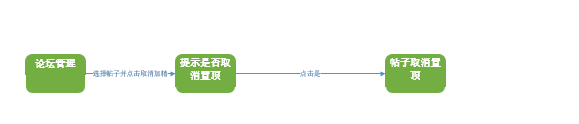 论坛管理
选择帖子并点击取消加精
提示是否取
消置顶
点击是
帖子取消置
顶